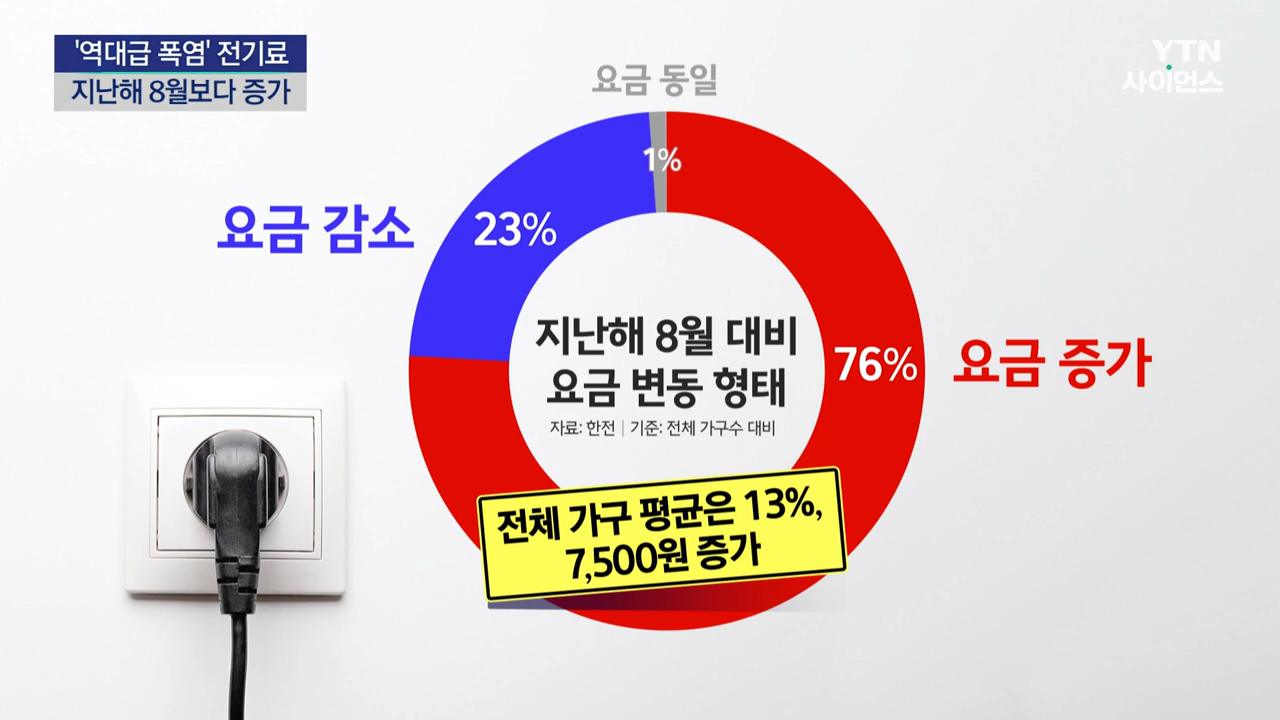 '역대급 폭염' 전기료
지난해 8월보다 증가
YTN
사이언스
요금 동일
1%
요금 감소
23%
지난해 8월 대비
요금 변동 형태
자료: 한전 | 기준: 전체 가구수 대비
76%
요금 증가
전체 가구 평균은 13%,
7,500원 증가